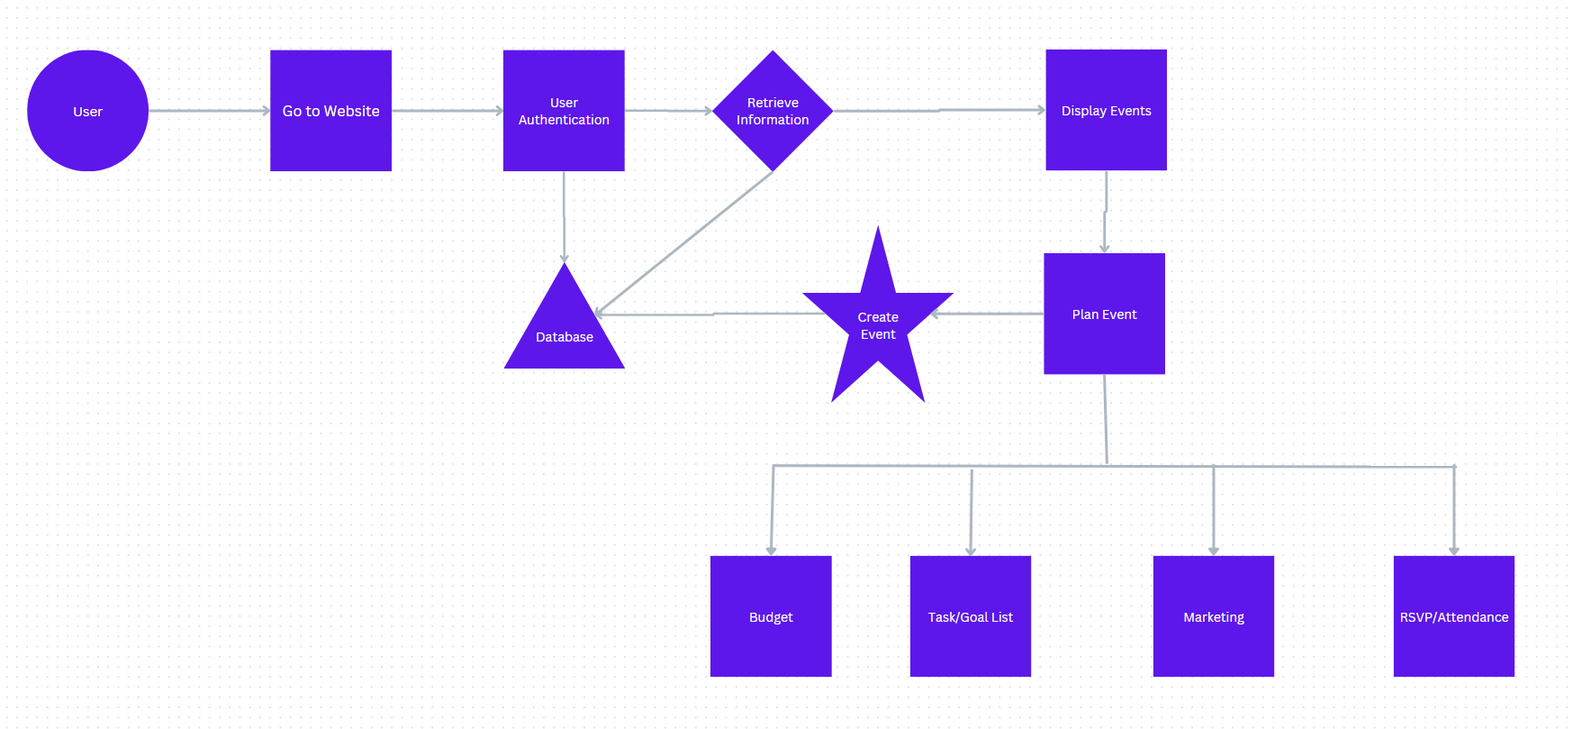 User
Go to Website
User
Authentication
Retrieve
Information
Display Events
Database
Create
Event
Plan Event
Budget
Task/Goal List
Marketing
RSVP/Attendance